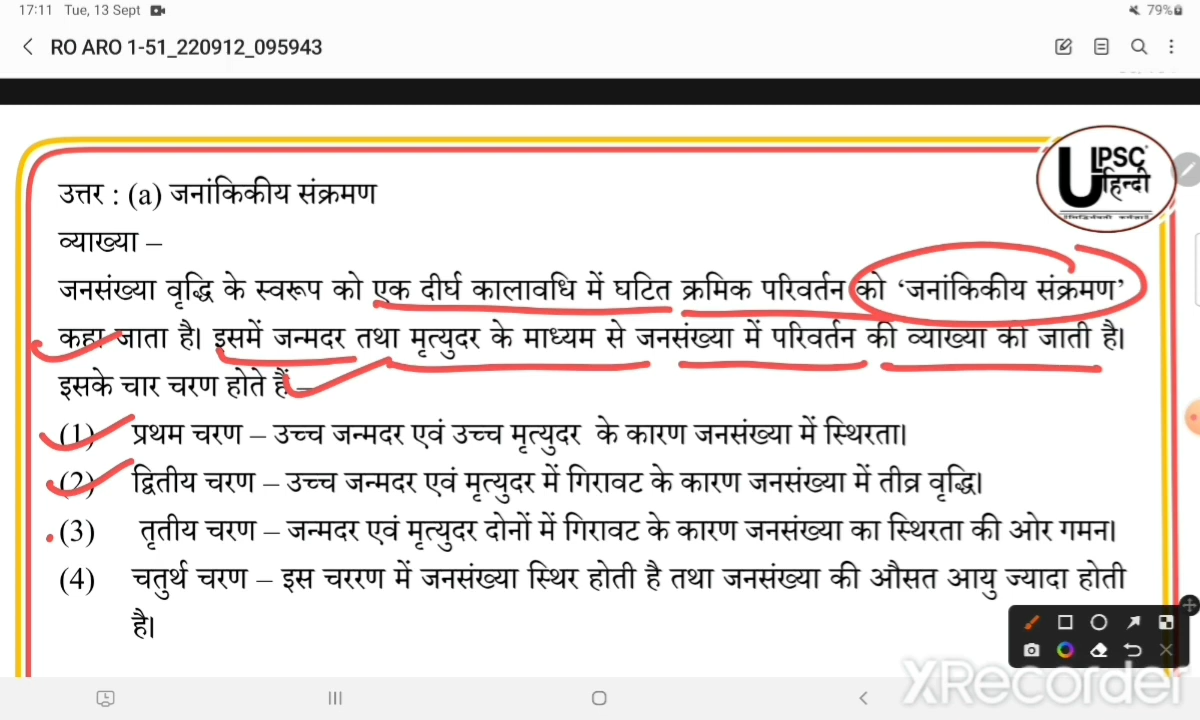 17:11 Tue, 13 Sept
79%
RO ARO 1-51_220912_095943
UPSC
हिन्दी
उत्तर : (a) जनांकिकीय संक्रमण
व्याख्या –
जनसंख्या वृद्धि के स्वरूप को एक दीर्घ कालावधि में घटित क्रमिक परिवर्तन को ‘जनांकिकीय संक्रमण’
कहा जाता है। इसमें जन्मदर तथा मृत्युदर के माध्यम से जनसंख्या में परिवर्तन की व्याख्या की जाती है।
इसके चार चरण होते हैं –
(1) प्रथम चरण – उच्च जन्मदर एवं उच्च मृत्युदर के कारण जनसंख्या में स्थिरता।
(2) द्वितीय चरण – उच्च जन्मदर एवं मृत्युदर में गिरावट के कारण जनसंख्या में तीव्र वृद्धि।
(3) तृतीय चरण – जन्मदर एवं मृत्युदर दोनों में गिरावट के कारण जनसंख्या का स्थिरता की ओर गमन।
(4) चतुर्थ चरण – इस चररण में जनसंख्या स्थिर होती है तथा जनसंख्या की औसत आयु ज्यादा होती
है।
XRecorder